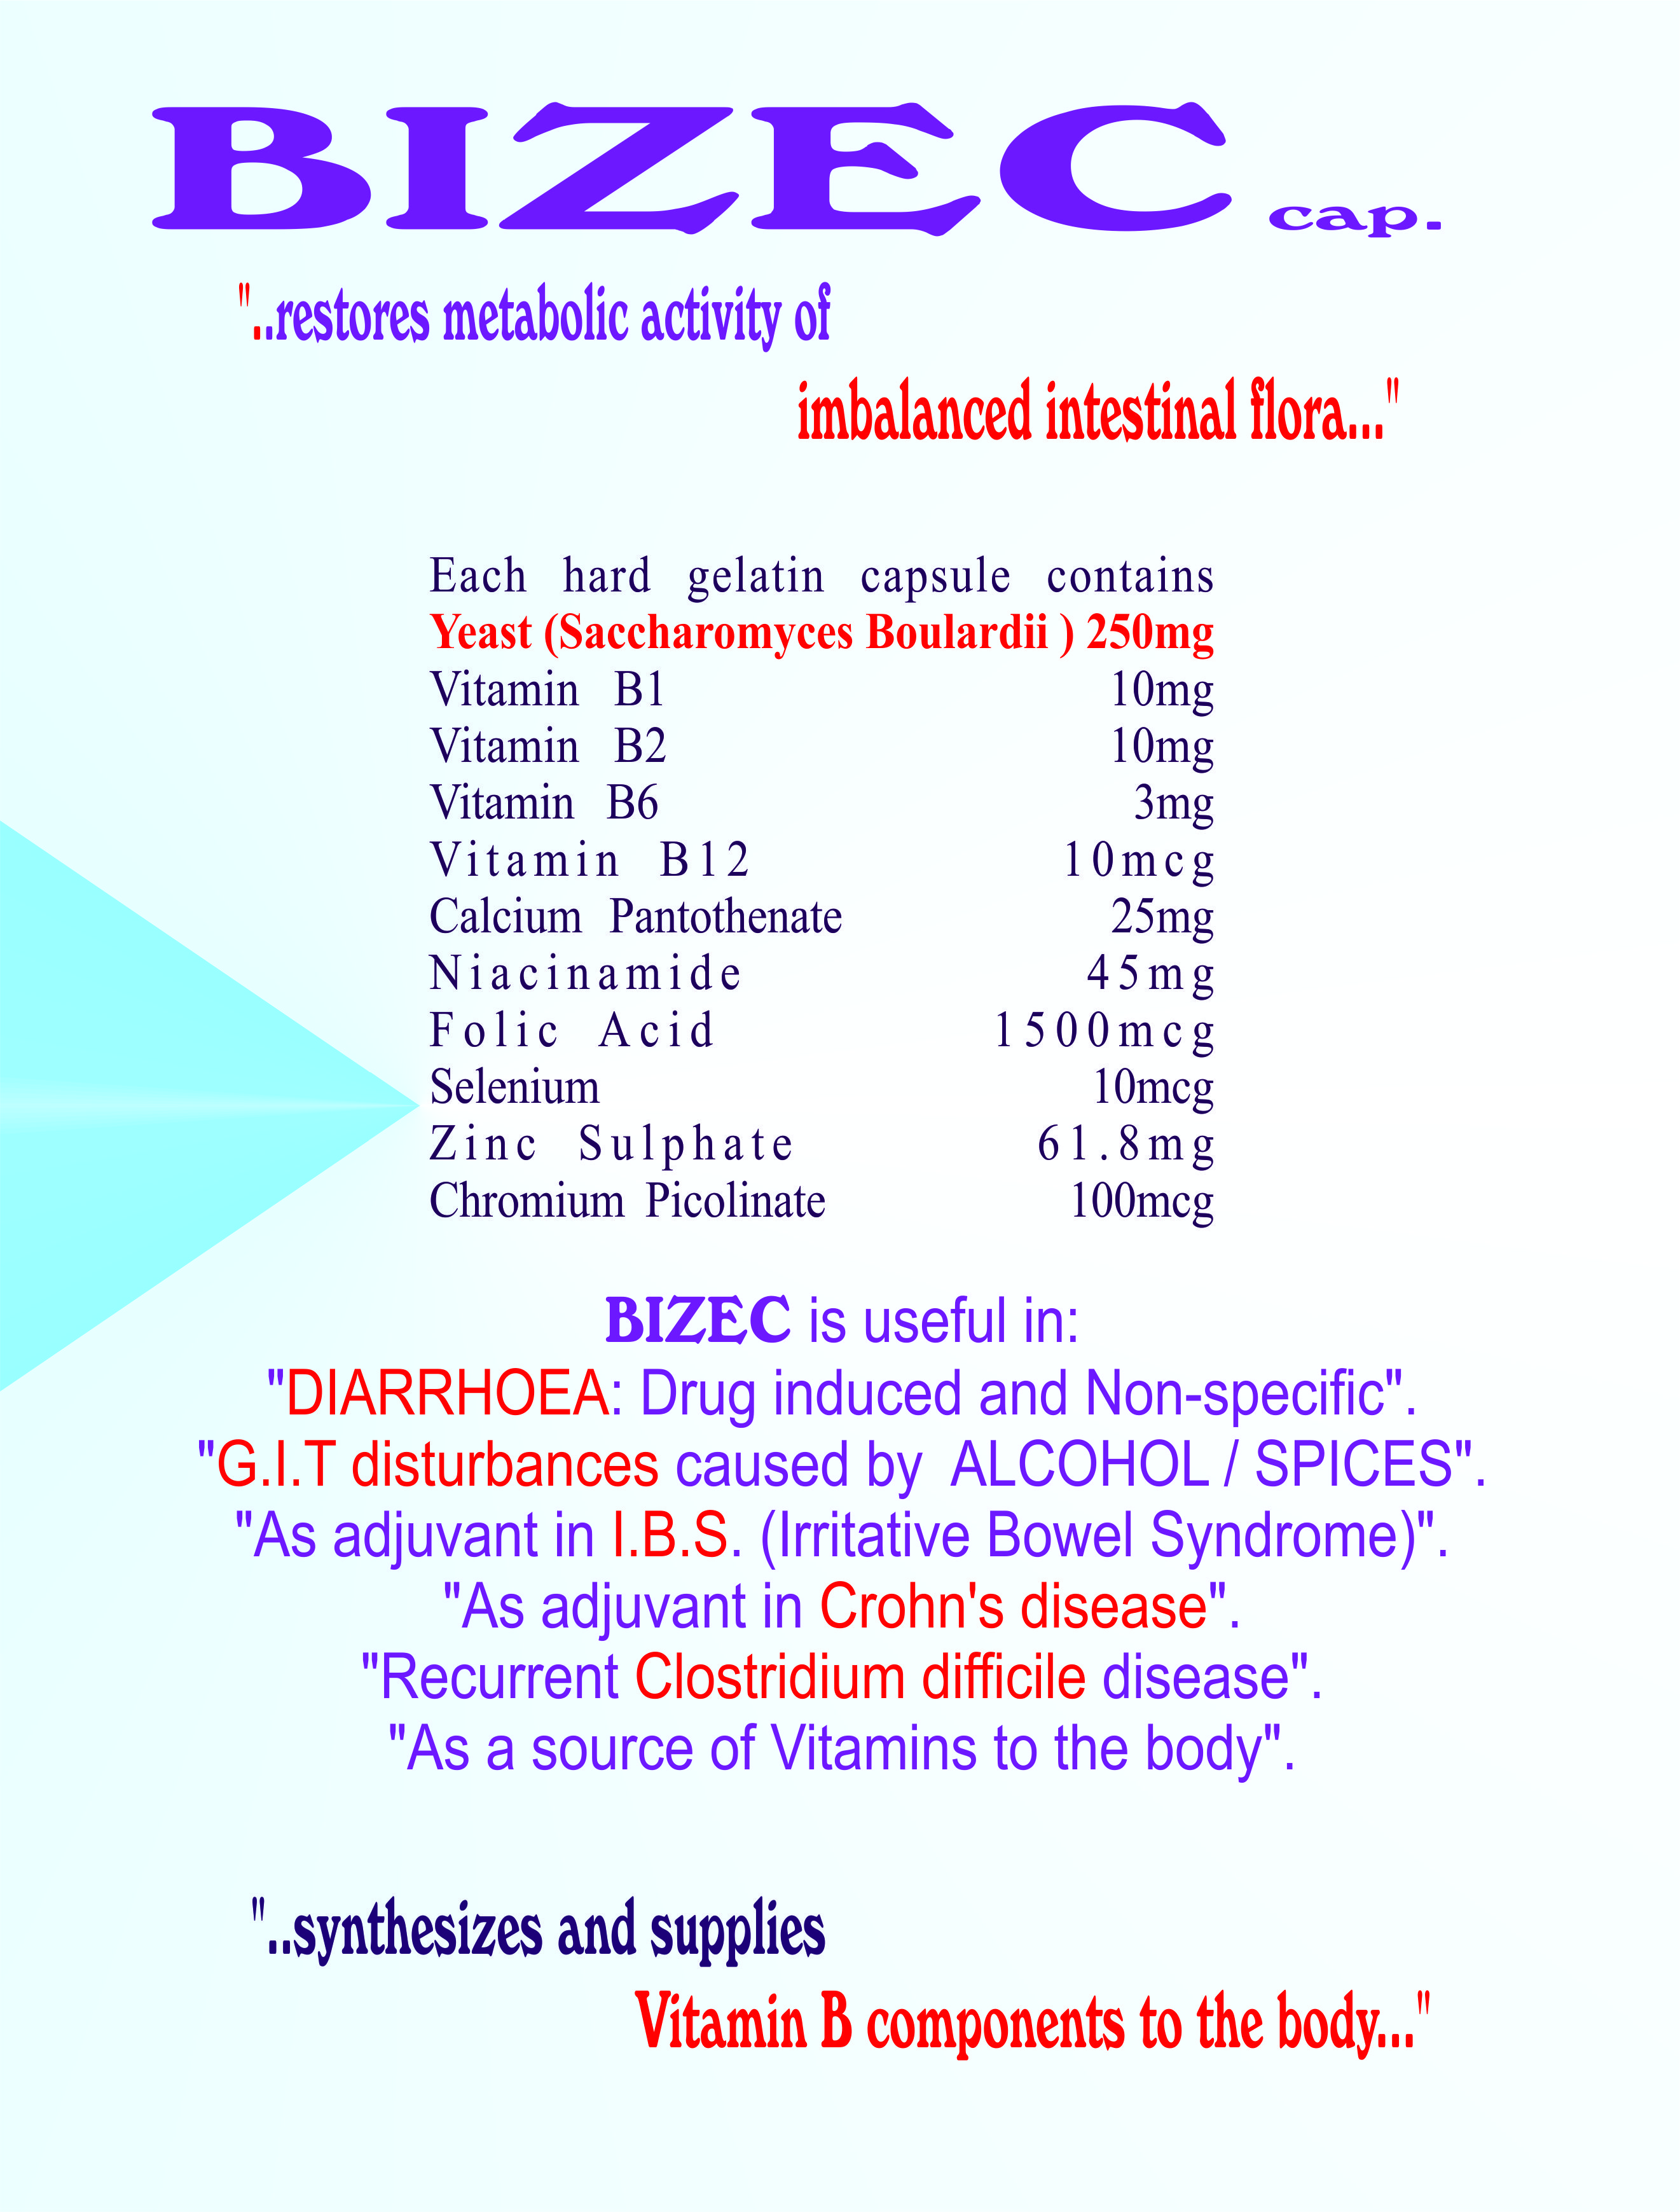 BIZEC cap.
"..restores metabolic activity of
imbalanced intestinal flora..."
Each hard gelatin capsule contains
Yeast (Saccharomyces Boulardii ) 250mg
Vitamin B1 10mg
Vitamin B2 10mg
Vitamin B6 3mg
Vitamin B12 10mcg
Calcium Pantothenate 25mg
Niacinamide 45mg
Folic Acid 1500mcg
Selenium 10mcg
Zinc Sulphate 61.8mg
Chromium Picolinate 100mcg
BIZEC is useful in:
"DIARRHOEA: Drug induced and Non-specific".
"G.I.T disturbances caused by ALCOHOL / SPICES".
"As adjuvant in I.B.S. (Irritative Bowel Syndrome)".
"As adjuvant in Crohn's disease".
"Recurrent Clostridium difficile disease".
"As a source of Vitamins to the body".
"..synthesizes and supplies
Vitamin B components to the body..."